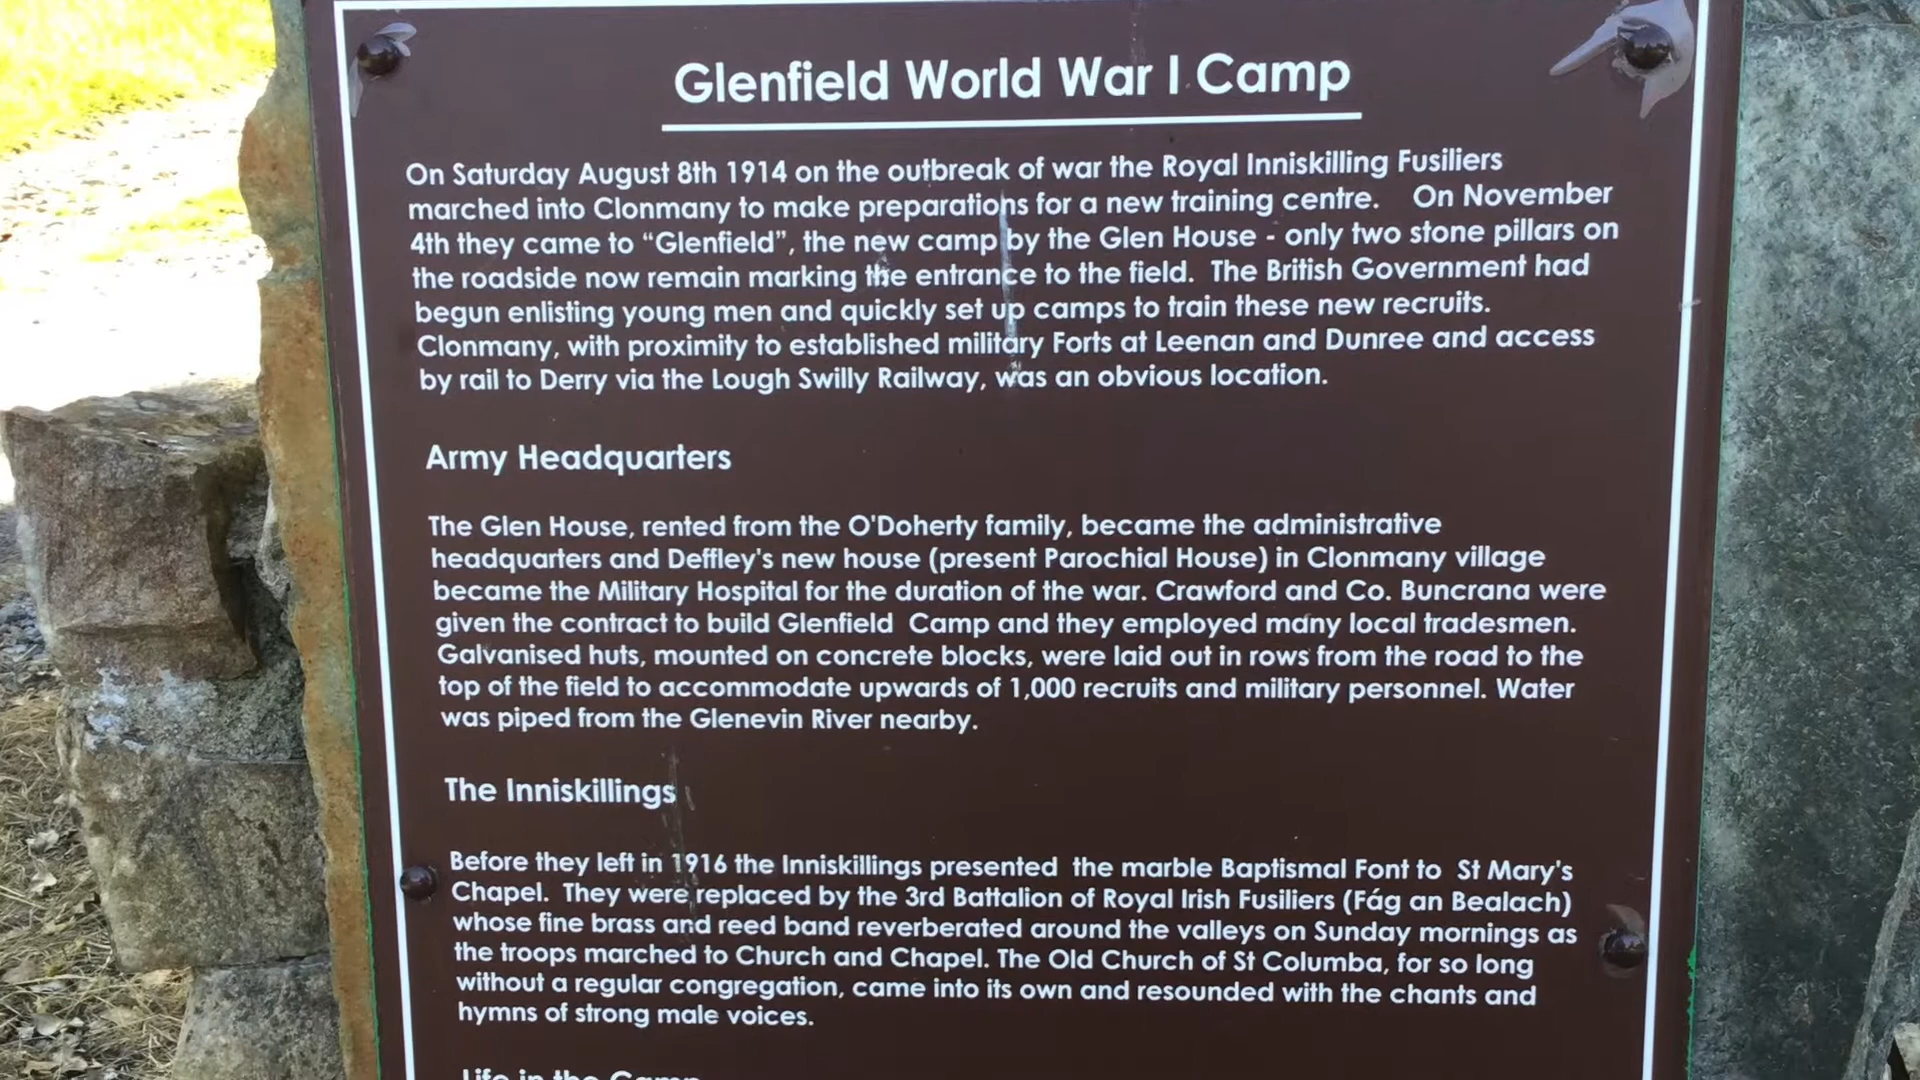 Glenfield World War I Camp
On Saturday August 8th 1914 on the outbreak of war the Royal Inniskilling Fusiliers
marched into Clonmany to make preparations for a new training centre. On November
4th they came to “Glenfield”, the new camp by the Glen House - only two stone pillars on
the roadside now remain marking the entrance to the field. The British Government had
begun enlisting young men and quickly set up camps to train these new recruits.
Clonmany, with proximity to established military Forts at Leenan and Dunree and access
by rail to Derry via the Lough Swilly Railway, was an obvious location.
Army Headquarters
The Glen House, rented from the O'Doherty family, became the administrative
headquarters and Deffley's new house (present Parochial House) in Clonmany village
became the Military Hospital for the duration of the war. Crawford and Co. Buncrana were
given the contract to build Glenfield Camp and they employed many local tradesmen.
Galvanised huts, mounted on concrete blocks, were laid out in rows from the road to the
top of the field to accommodate upwards of 1,000 recruits and military personnel. Water
was piped from the Glenevin River nearby.
The Inniskillings
Before they left in 1916 the Inniskillings presented the marble Baptismal Font to St Mary's
Chapel. They were replaced by the 3rd Battalion of Royal Irish Fusiliers (Fág an Bealach)
whose fine brass and reed band reverberated around the valleys on Sunday mornings as
the troops marched to Church and Chapel. The Old Church of St Columba, for so long
without a regular congregation, came into its own and resounded with the chants and
hymns of strong male voices.
Life in the Camp